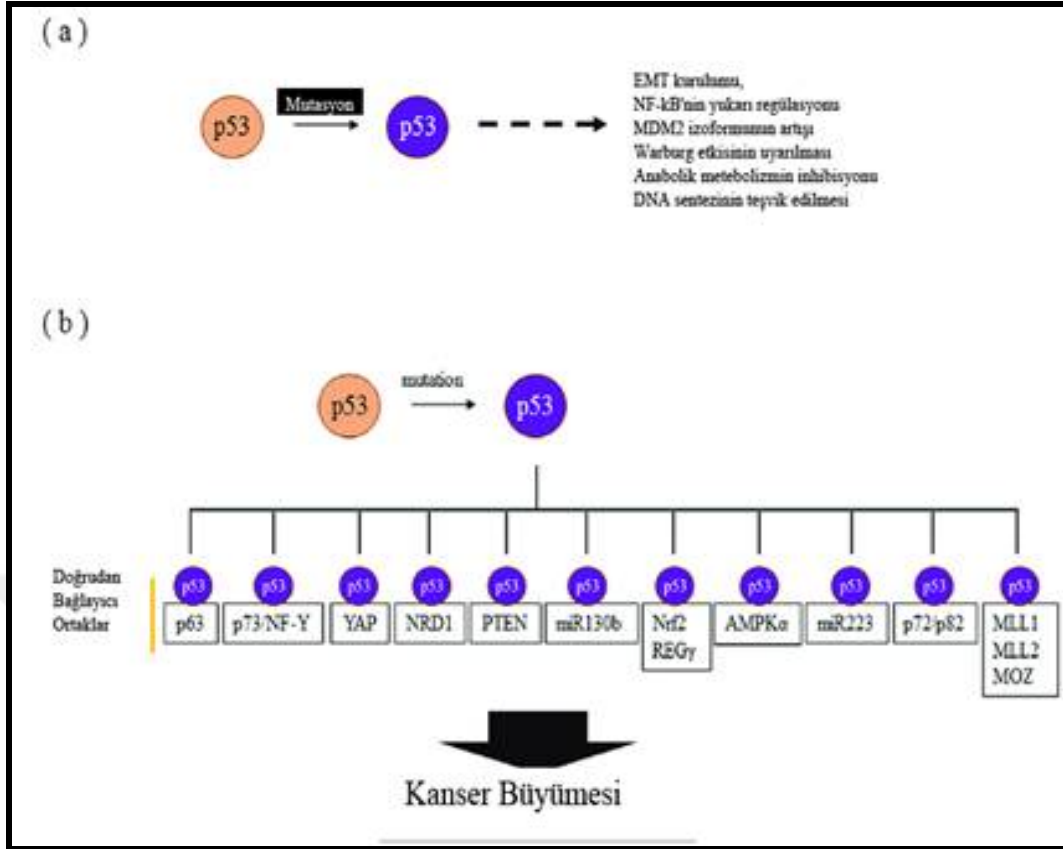 ( a )
p53
Mutasyon
p53
EMT kurulumu,
NF-kB'nin yukarı regülasyonu
MDM2 izoformunun artışı
Warburg etkisinin uyarılması
Anabolik metebolizmin inhibisyonu
DNA sentezinin teşvik edilmesi
( b )
p53
mutation
p53
Doğrudan
Bağlayıcı
Ortaklar
p53 p53 p53 p53 p53 p53 p53 p53 p53 p53 p53
p63 p73/NF-Y YAP NRD1 PTEN miR130b Nrf2 AMPKα miR223 p72/p82 MLL1
REGγ MLL2
MOZ
Kanser Büyümesi